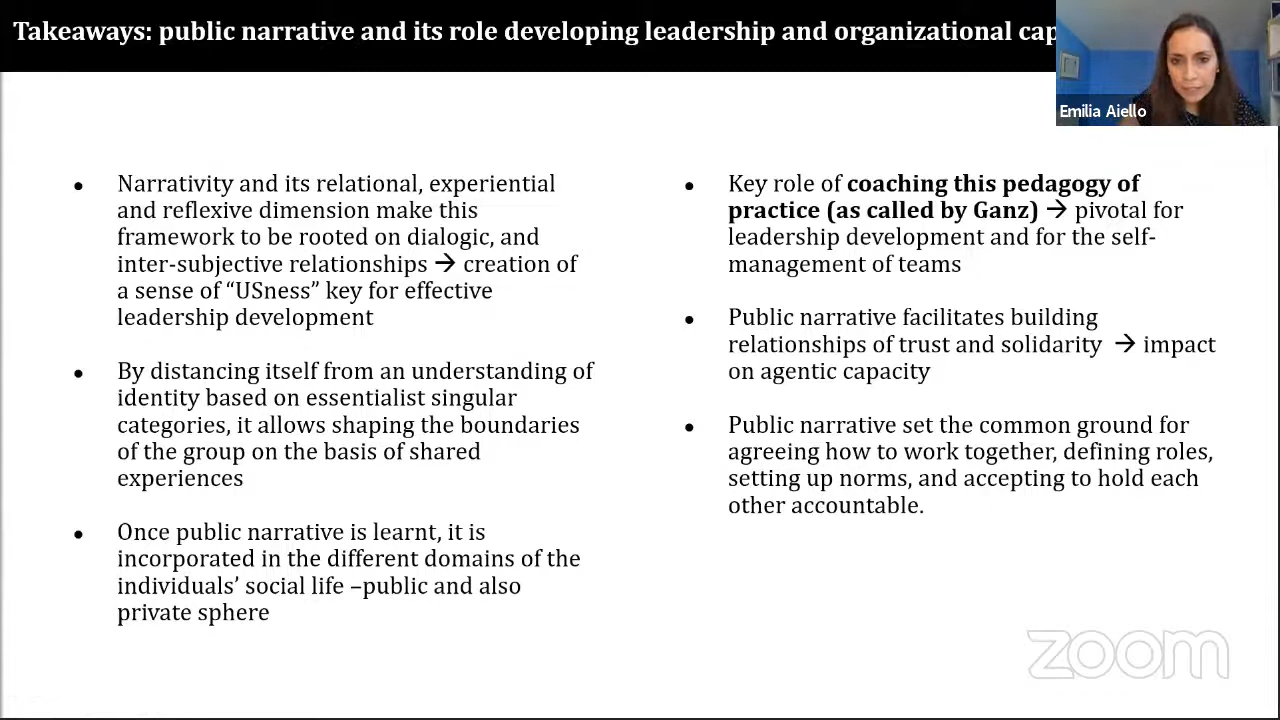 Takeaways: public narrative and its role developing leadership and organizational cap
Emilia Aiello
● Narrativity and its relational, experiential
and reflexive dimension make this
framework to be rooted on dialogic, and
inter-subjective relationships → creation of
a sense of “USness” key for effective
leadership development
● By distancing itself from an understanding of
identity based on essentialist singular
categories, it allows shaping the boundaries
of the group on the basis of shared
experiences
● Once public narrative is learnt, it is
incorporated in the different domains of the
individuals’ social life –public and also
private sphere
● Key role of coaching this pedagogy of
practice (as called by Ganz) → pivotal for
leadership development and for the self-
management of teams
● Public narrative facilitates building
relationships of trust and solidarity → impact
on agentic capacity
● Public narrative set the common ground for
agreeing how to work together, defining roles,
setting up norms, and accepting to hold each
other accountable.
zoom